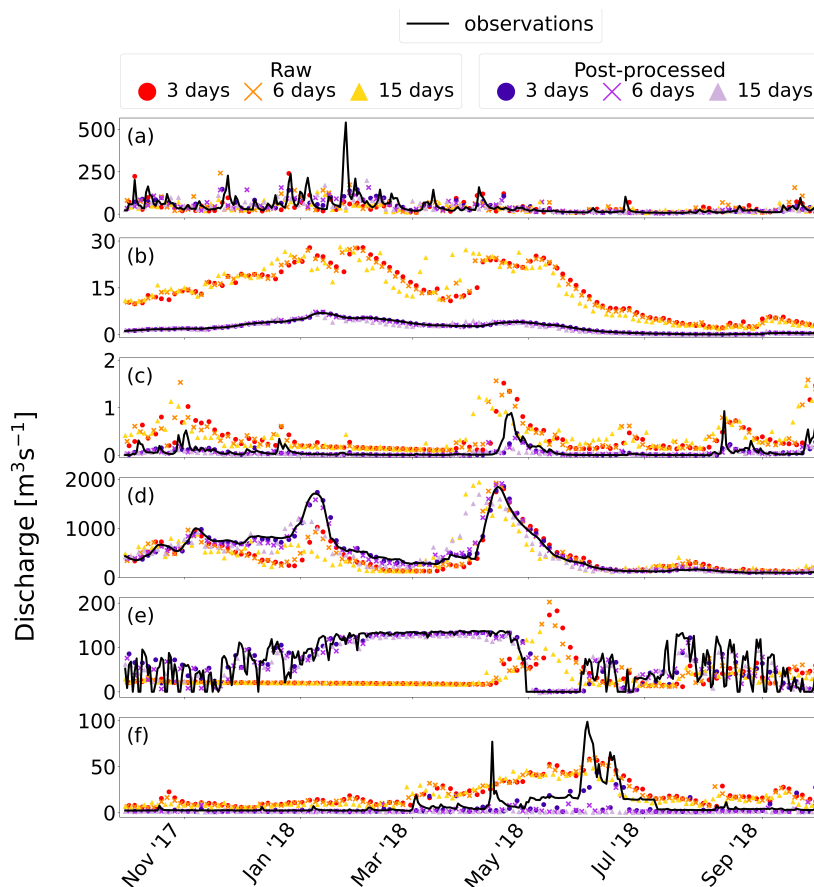 observations
Raw
3 days 6 days 15 days
Post-processed
3 days 6 days 15 days
Discharge [m³s⁻¹]
(a)
500
250
0
(b)
30
15
0
(c)
2
1
0
(d)
2000
1000
0
(e)
200
100
0
(f)
100
50
0
Nov '17 Jan '18 Mar '18 May '18 Jul '18 Sep '18